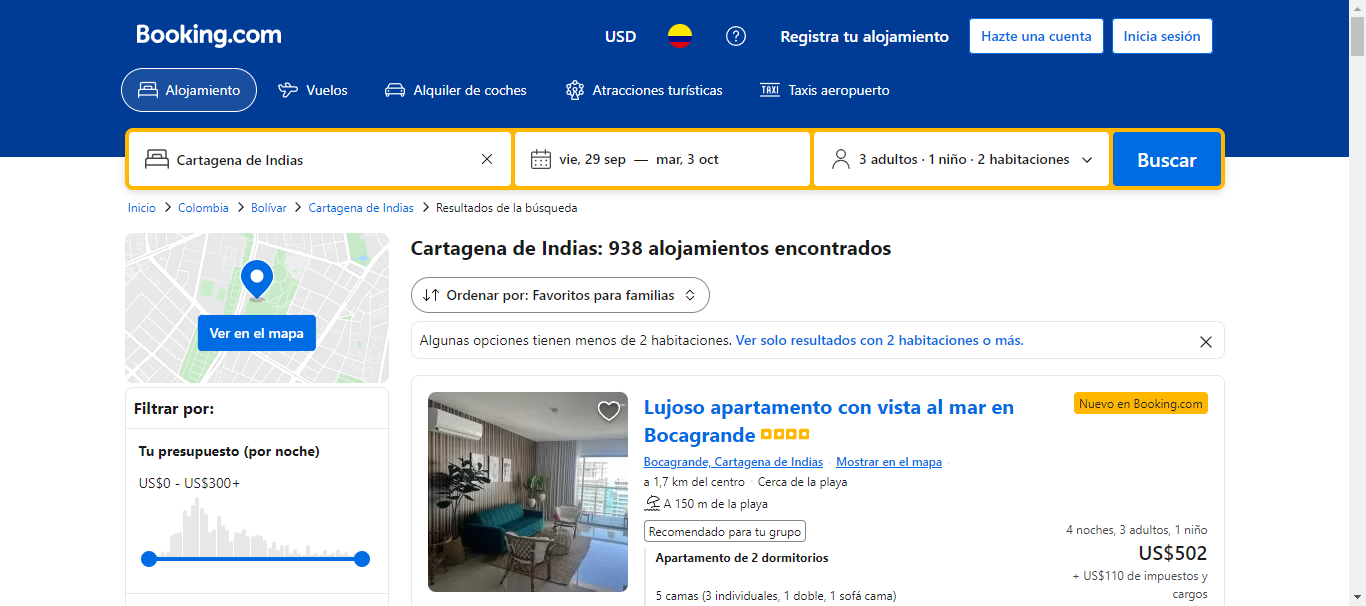 Booking.com
USD
Registra tu alojamiento
Hazte una cuenta
Inicia sesión
Alojamiento
Vuelos
Alquiler de coches
Atracciones turísticas
TAXI
Taxis aeropuerto
Cartagena de Indias
vie, 29 sep — mar, 3 oct
3 adultos · 1 niño · 2 habitaciones
Buscar
Inicio > Colombia > Bolívar > Cartagena de Indias > Resultados de la búsqueda
Ver en el mapa
Filtrar por:
Tu presupuesto (por noche)
US$0 - US$300+
Cartagena de Indias: 938 alojamientos encontrados
Ordenar por: Favoritos para familias
Algunas opciones tienen menos de 2 habitaciones. Ver solo resultados con 2 habitaciones o más.
Lujoso apartamento con vista al mar en
Bocagrande
Nuevo en Booking.com
Bocagrande, Cartagena de Indias · Mostrar en el mapa ·
a 1,7 km del centro · Cerca de la playa
A 150 m de la playa
Recomendado para tu grupo
Apartamento de 2 dormitorios
5 camas (3 individuales, 1 doble, 1 sofá cama)
4 noches, 3 adultos, 1 niño
US$502
+ US$110 de impuestos y
cargos